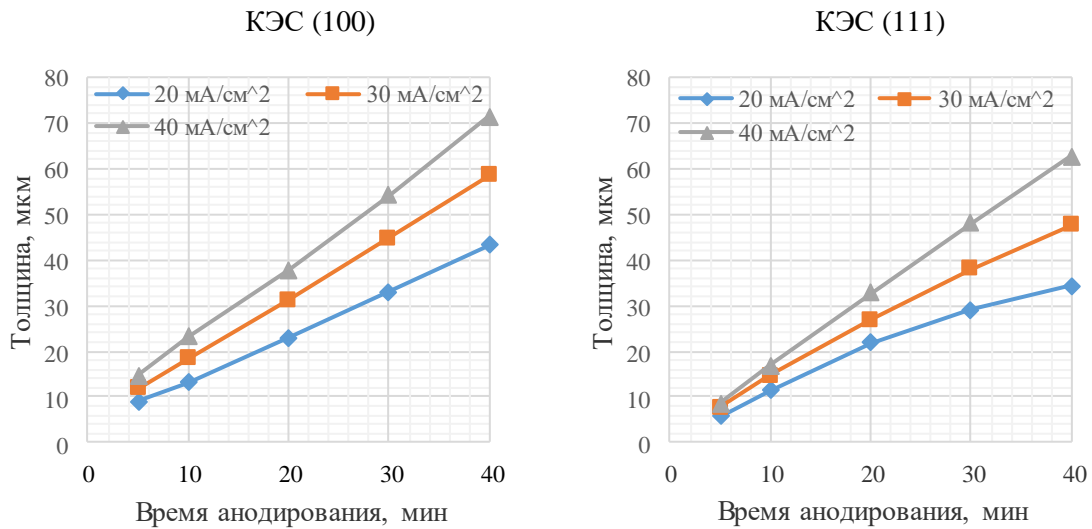 КЭС (100)
80
70
60
50
40
30
20
10
0
Толщина, мкм
20 мА/см^2
30 мА/см^2
40 мА/см^2
0 10 20 30 40
Время анодирования, мин
КЭС (111)
80
70
60
50
40
30
20
10
0
Толщина, мкм
20 мА/см^2
30 мА/см^2
40 мА/см^2
0 10 20 30 40
Время анодирования, мин